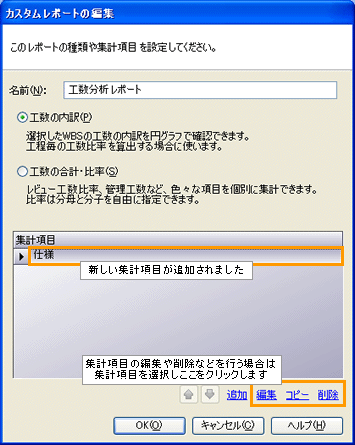 カスタムレポートの編集
このレポートの種類や集計項目を設定してください。
名前(N):
工数分析レポート
工数の内訳(P)
選択したWBSの工数の内訳を円グラフで確認できます。
工程毎の工数比率を算出する場合に使います。
工数の合計・比率(S)
レビュー工数比率、管理工数など、色々な項目を個別に集計できます。
比率は分母と分子を自由に指定できます。
集計項目
仕様
新しい集計項目が追加されました
集計項目の編集や削除などを行う場合は
集計項目を選択しここをクリックします
追加 編集 コピー 削除
OK(O) キャンセル(C) ヘルプ(H)